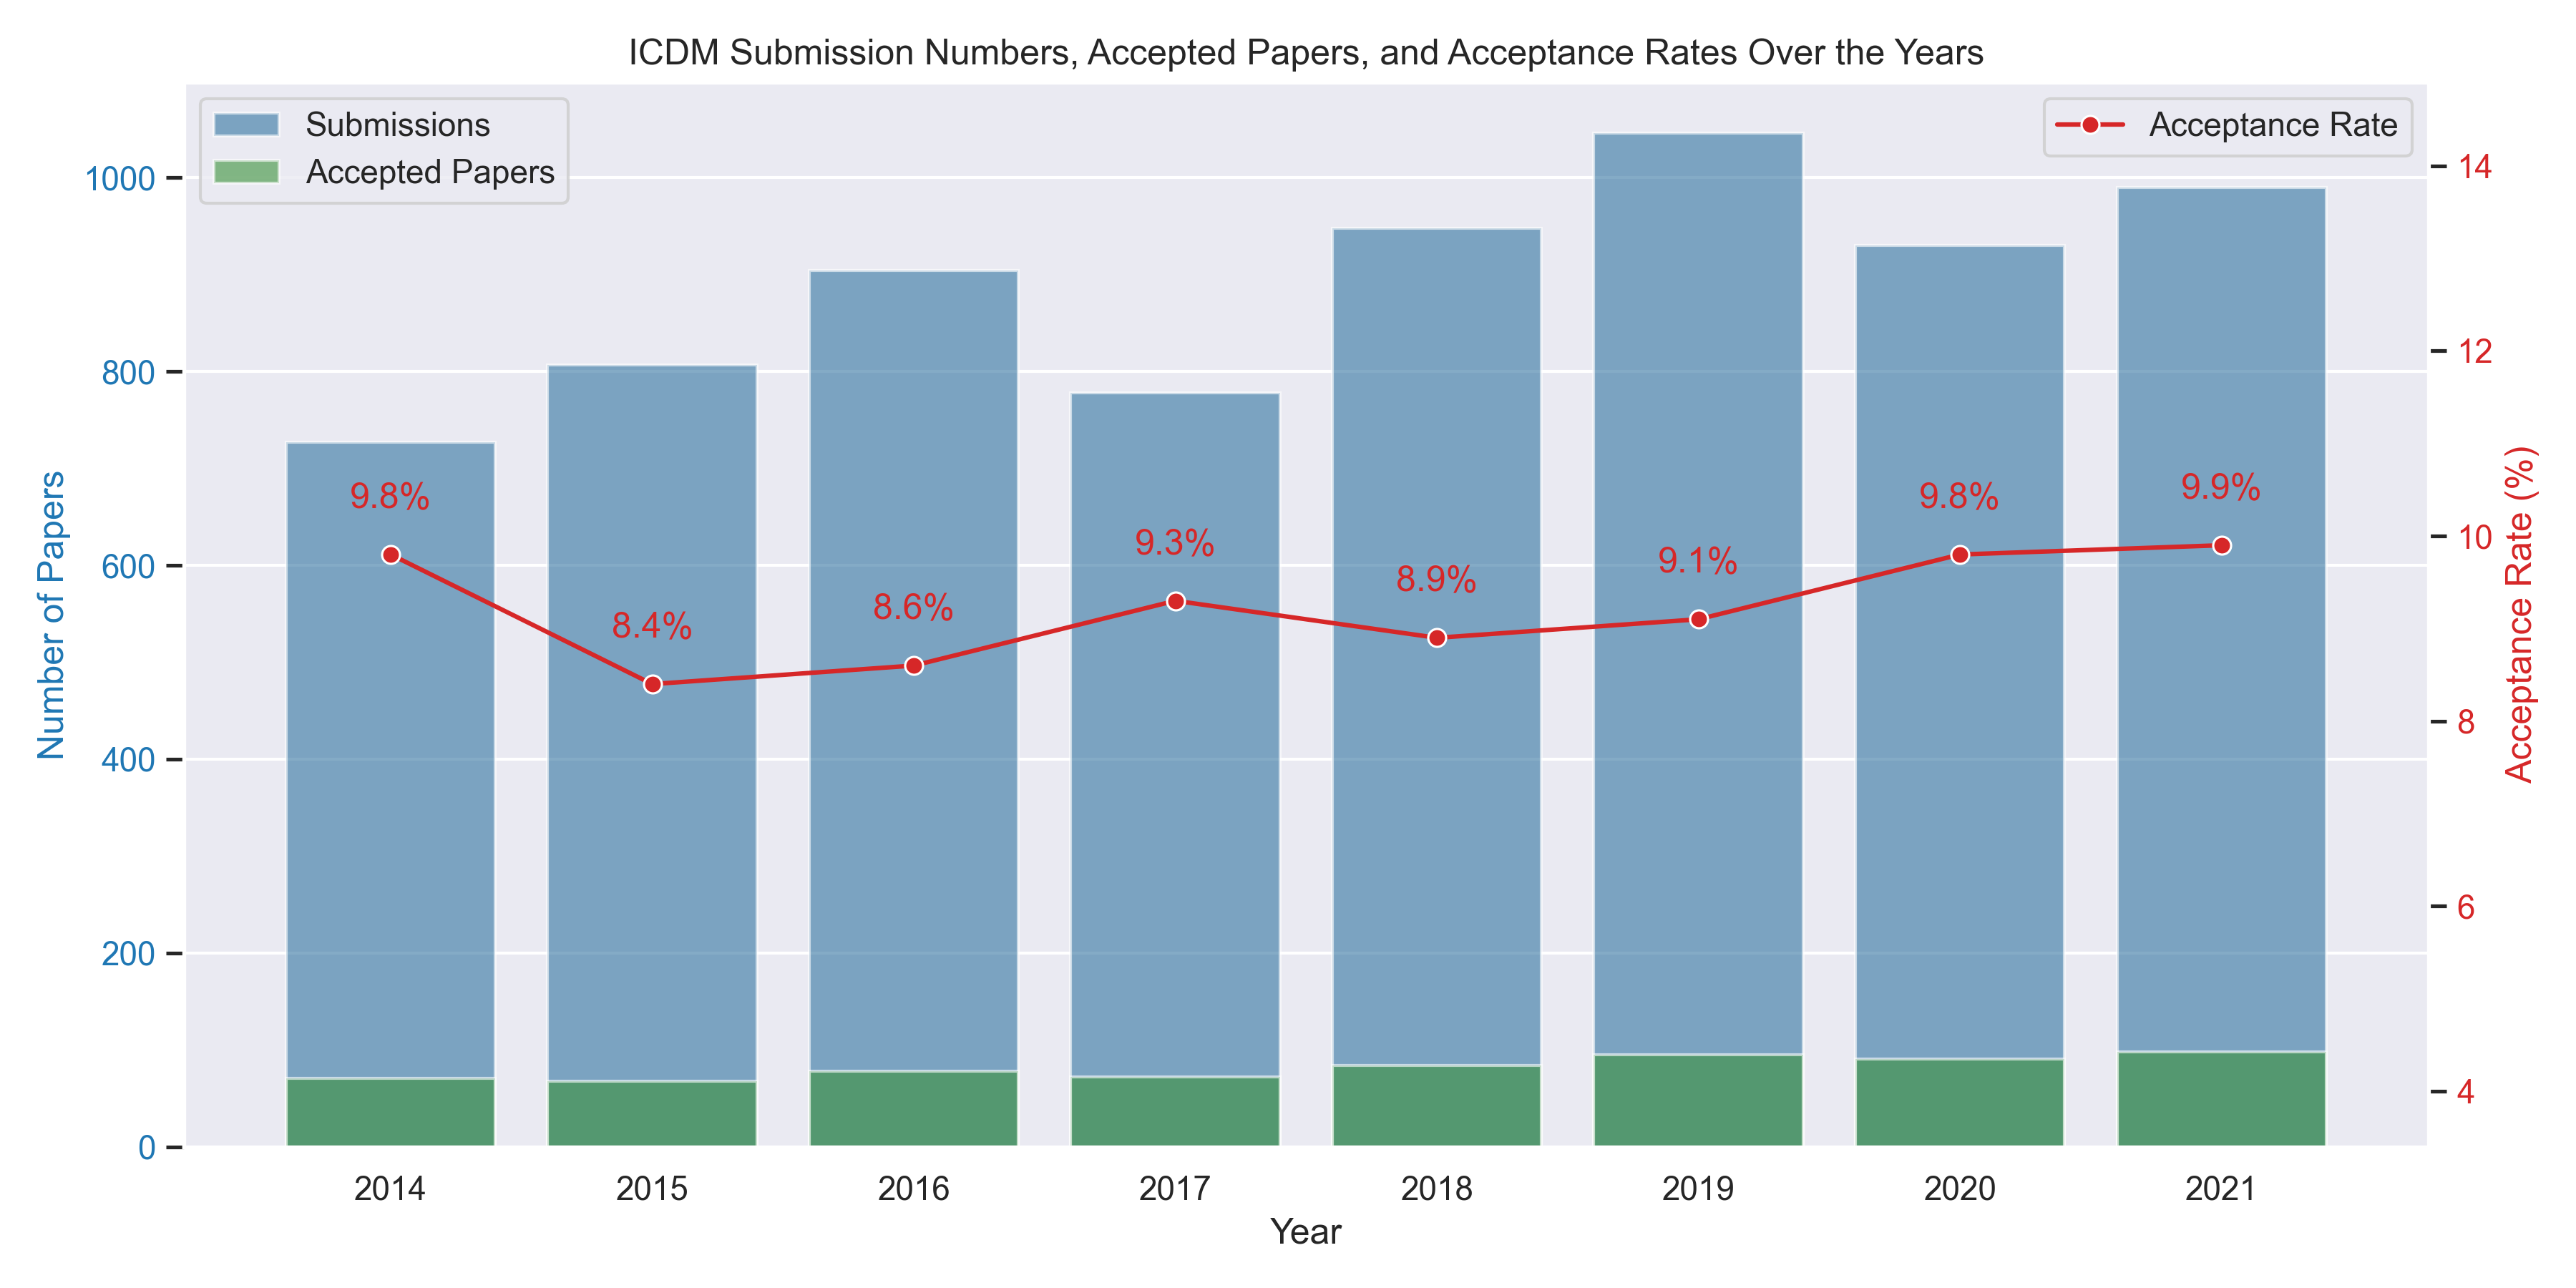 ICDM Submission Numbers, Accepted Papers, and Acceptance Rates Over the Years
Submissions
Accepted Papers
Acceptance Rate
Number of Papers
1000
800
600
400
200
0
9.8%
8.4%
8.6%
9.3%
8.9%
9.1%
9.8%
9.9%
14
12
10
8
6
4
Acceptance Rate (%)
2014 2015 2016 2017 2018 2019 2020 2021
Year